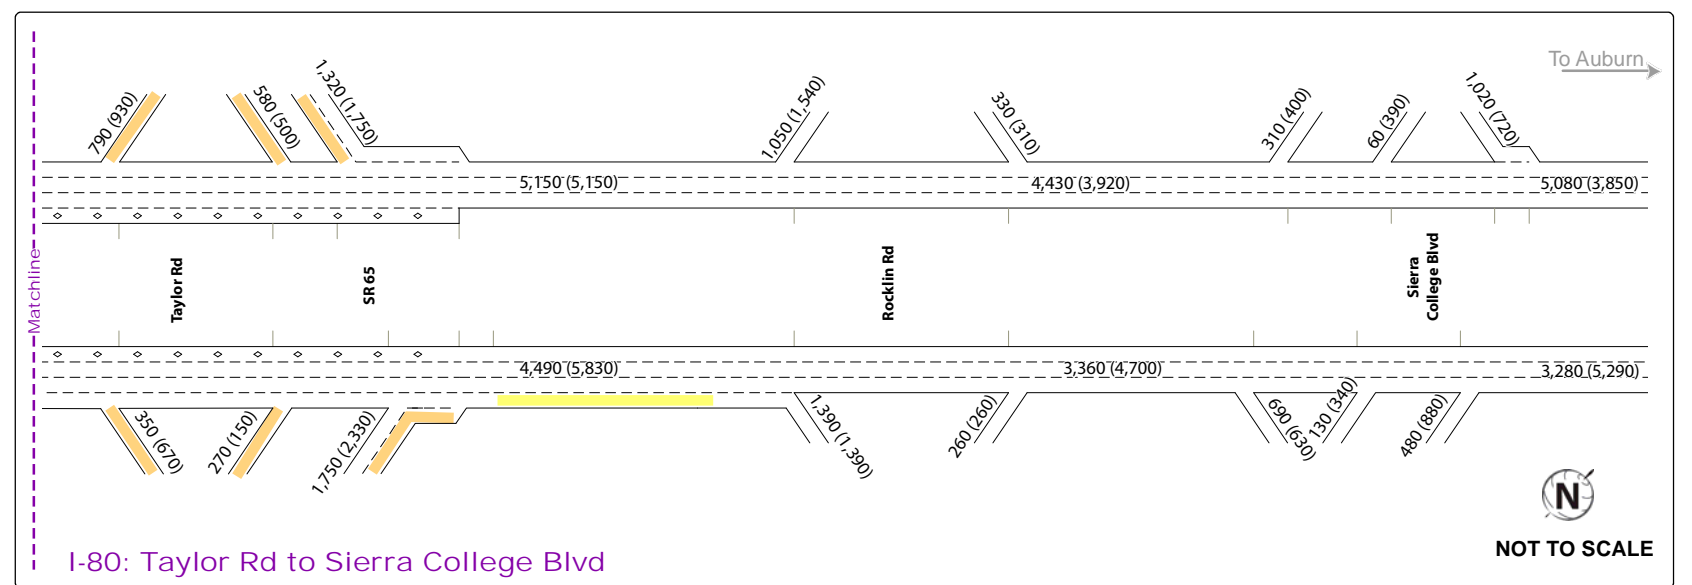 To Auburn
790 (930)
580 (500)
1,320 (1,750)
1,050 (1,540)
330 (310)
310 (400)
60 (390)
1,020 (720)
5,150 (5,150)
4,430 (3,920)
5,080 (3,850)
Matchline
Taylor Rd
SR 65
Rocklin Rd
Sierra
College Blvd
4,490 (5,830)
3,360 (4,700)
3,280 (5,290)
350 (670)
270 (150)
1,750 (2,330)
1,390 (1,390)
260 (260)
690 (630)
130 (340)
480 (880)
N
NOT TO SCALE
I-80: Taylor Rd to Sierra College Blvd